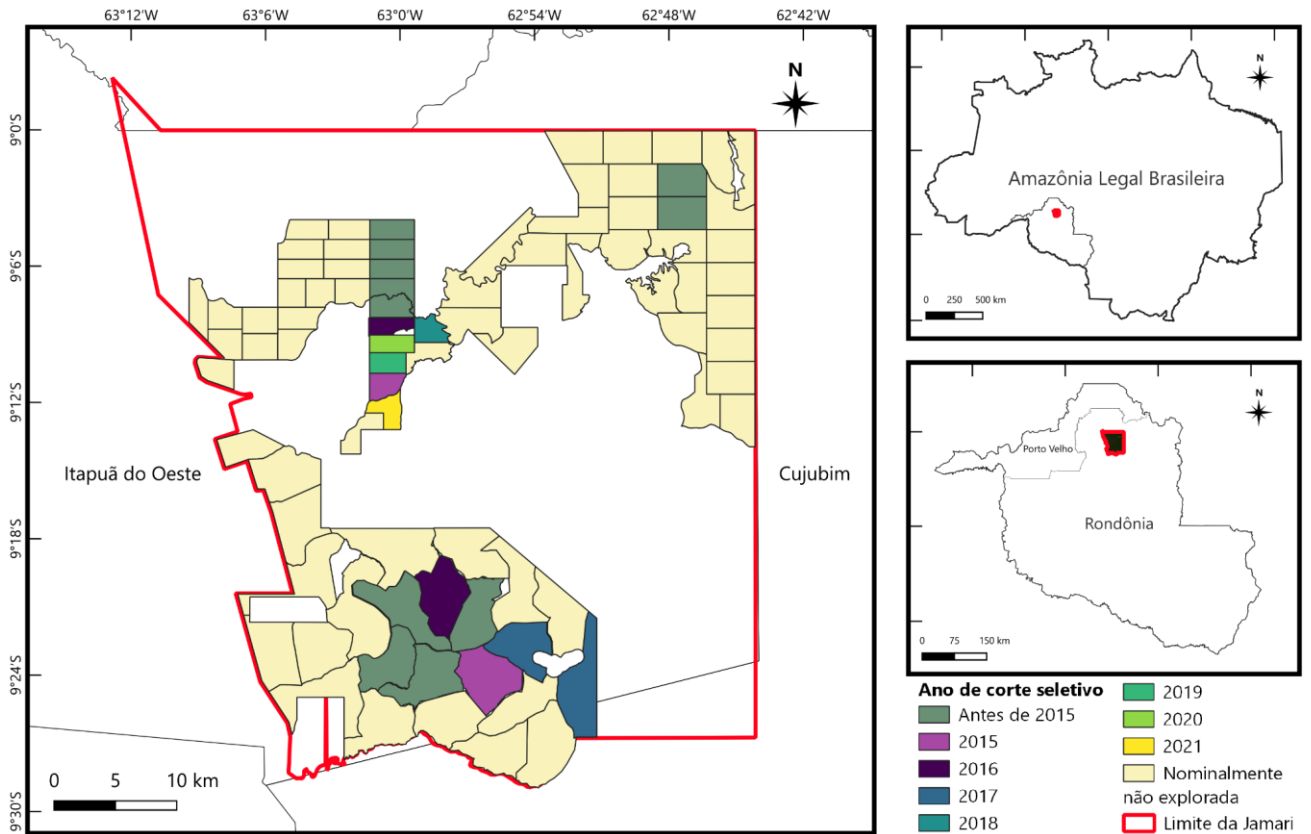 63°12'W 63°6'W 63°0'W 62°54'W 62°48'W 62°42'W
9°0'S
9°6'S
9°12'S
9°18'S
9°24'S
9°30'S
N
Itapuã do Oeste
Cujubim
0 5 10 km
N
Amazônia Legal Brasileira
0 250 500 km
N
Porto Velho
Rondônia
0 75 150 km
Ano de corte seletivo
Antes de 2015
2015
2016
2017
2018
2019
2020
2021
Nominalmente
não explorada
Limite da Jamari